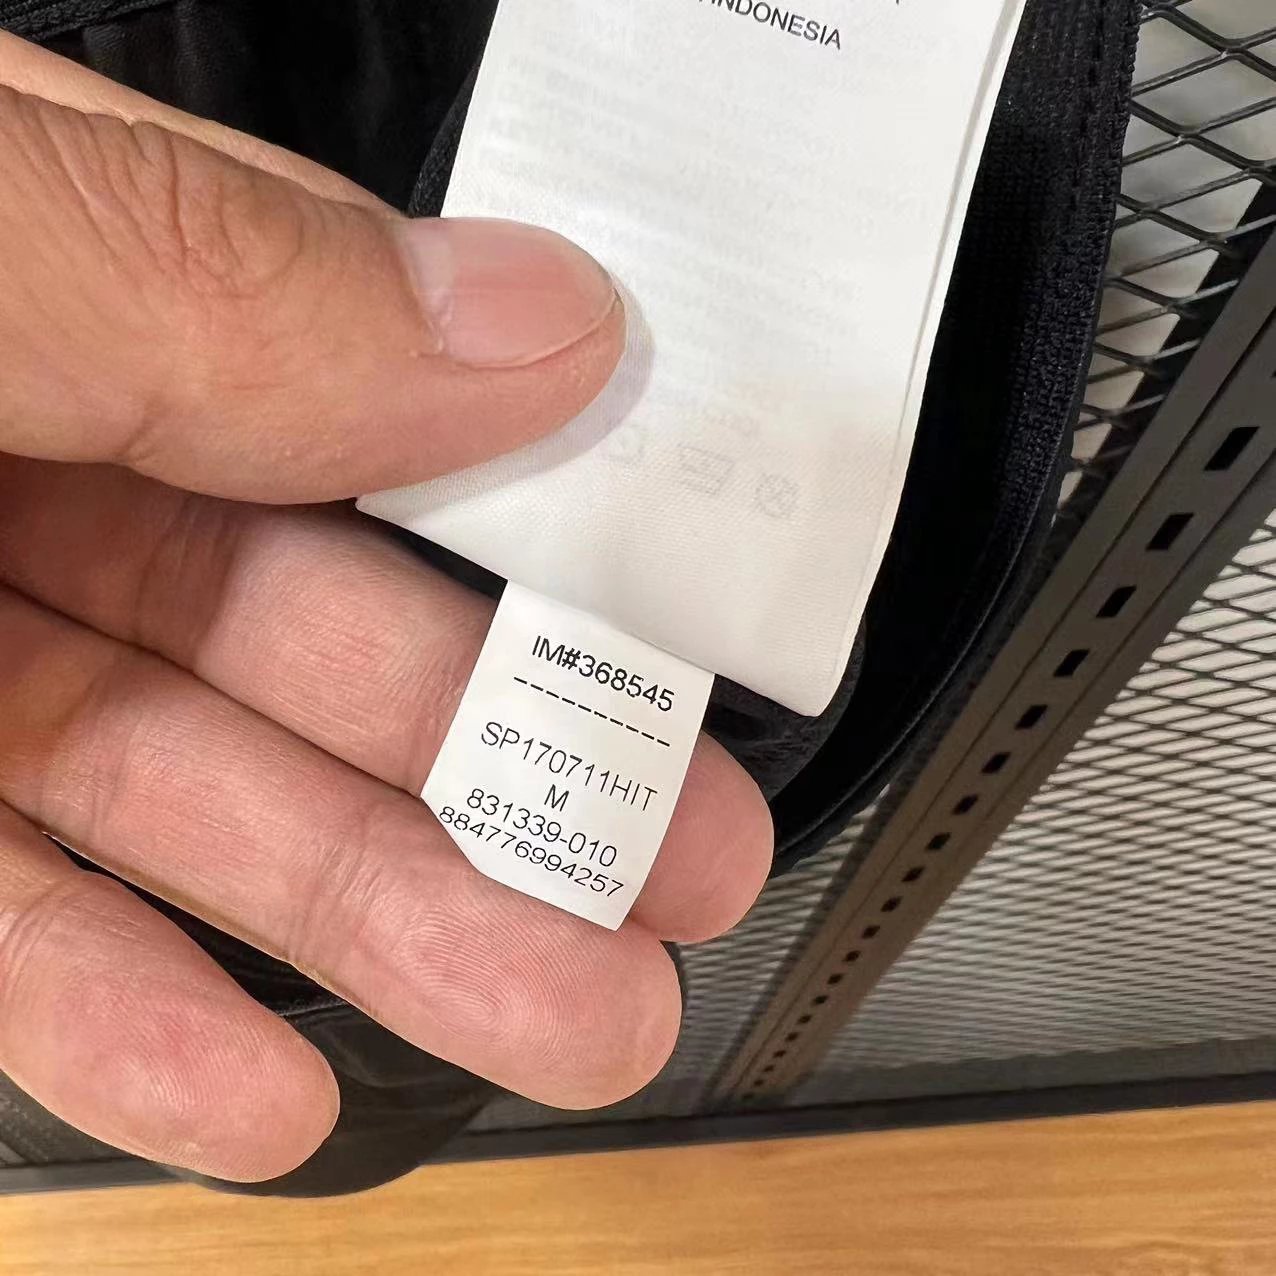 INDONESIA
IM#368545
----------
SP170711HIT
M
831339-010
884776994257